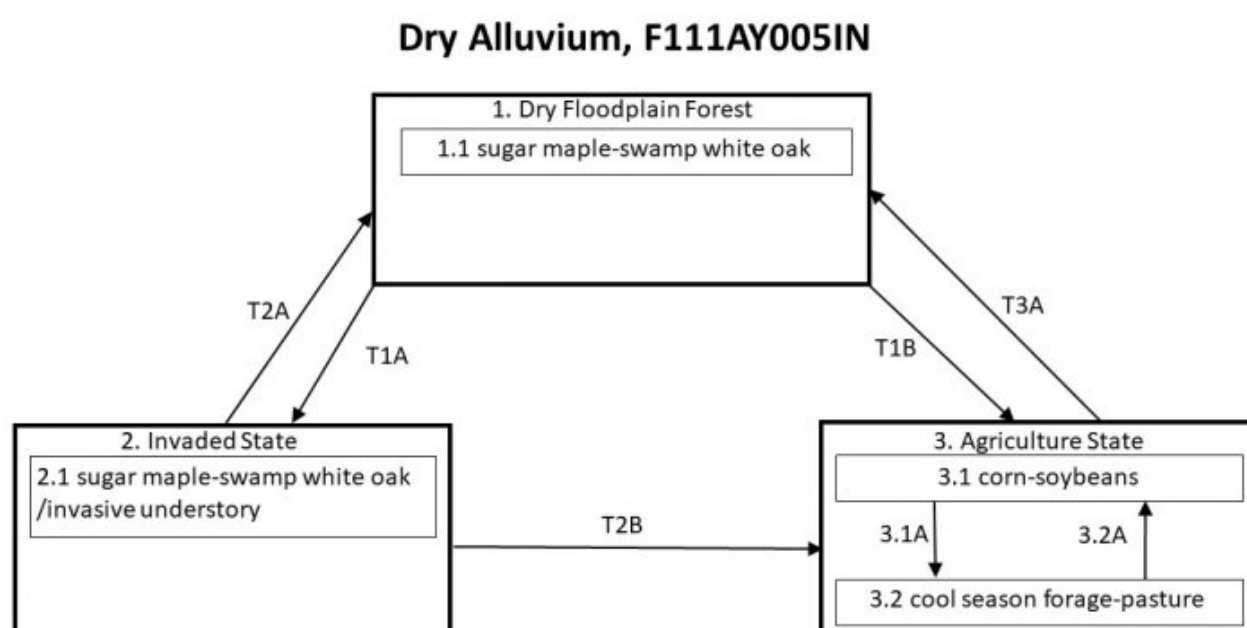 Dry Alluvium, F111AY005IN
1. Dry Floodplain Forest
1.1 sugar maple-swamp white oak
T2A
T1A
T1B
T3A
2. Invaded State
2.1 sugar maple-swamp white oak
/invasive understory
T2B
3. Agriculture State
3.1 corn-soybeans
3.1A
3.2A
3.2 cool season forage-pasture